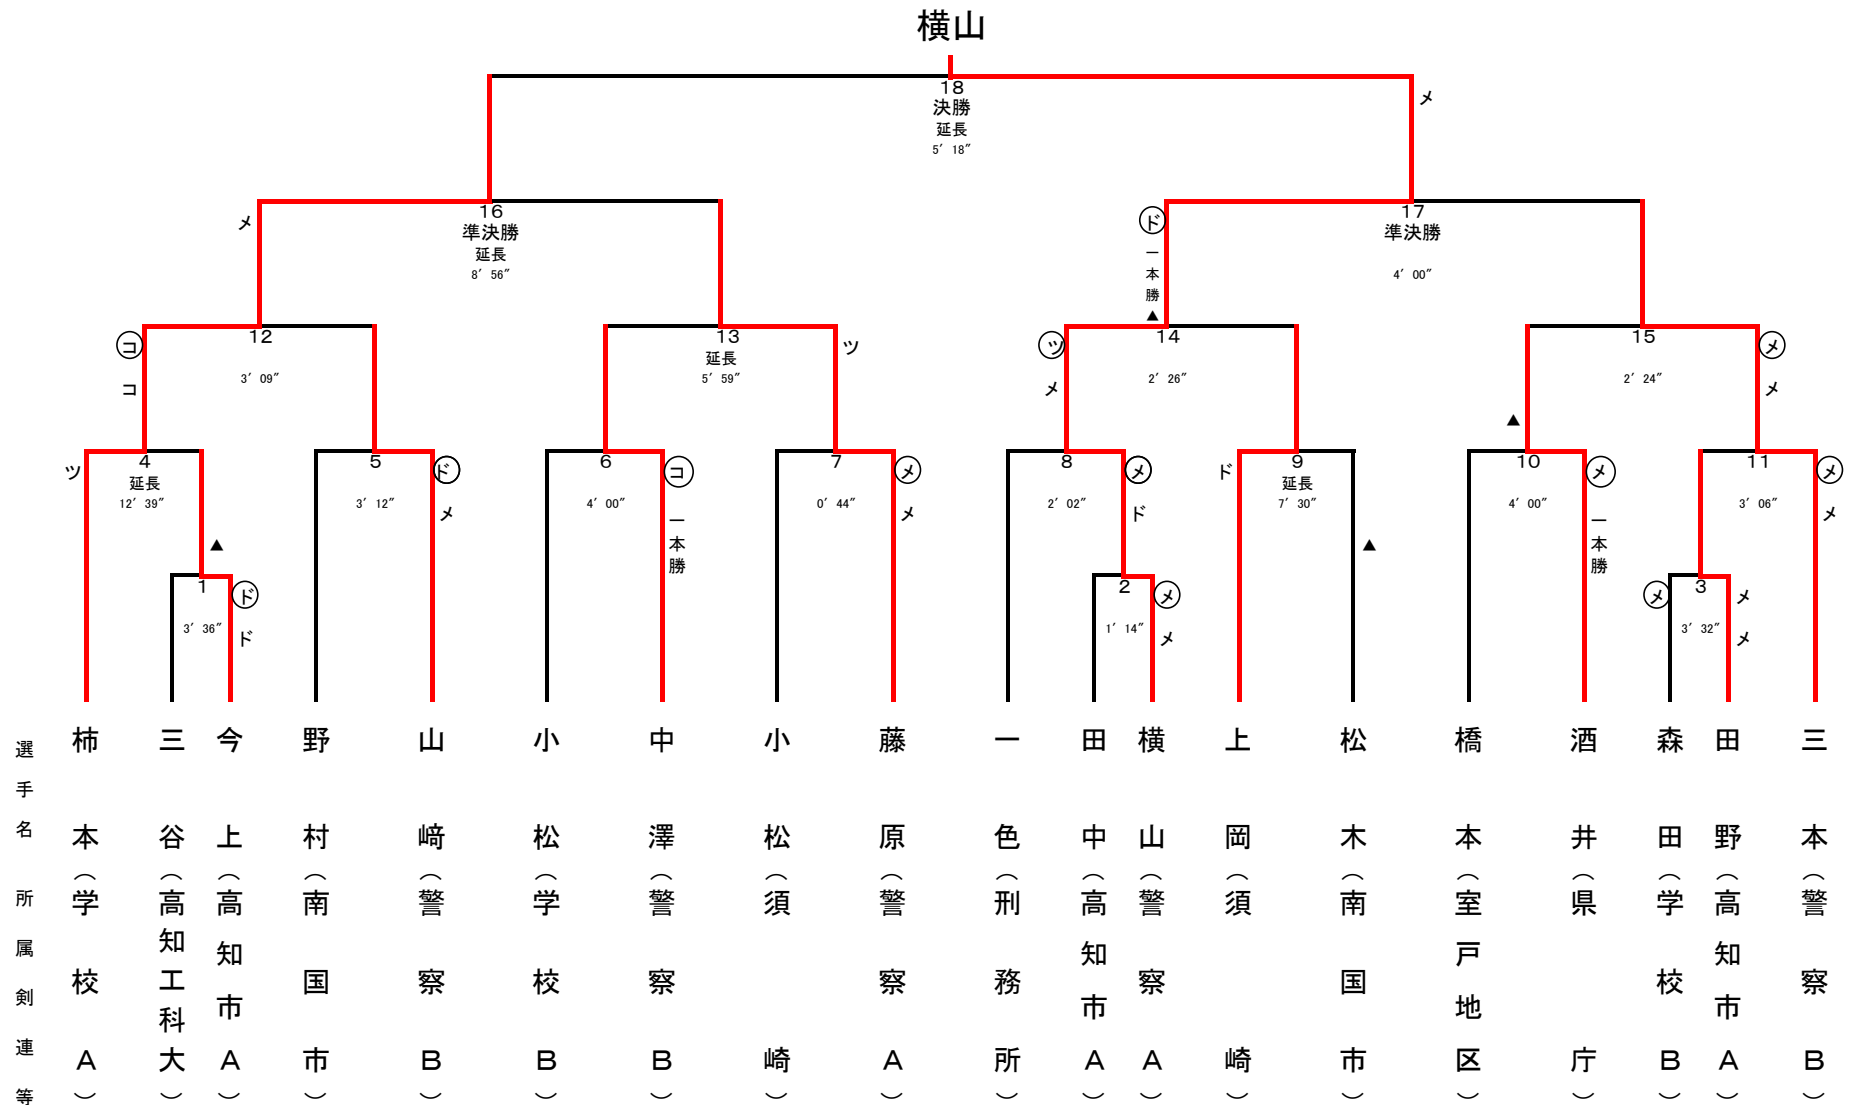 横山
18
決勝
延長
5′18″
メ
16
準決勝
延長
8′56″
メ
17
準決勝
4′00″
ド
一本勝
▲
12
3′09″
コ
コ
13
延長
5′59″
ツ
14
2′26″
ツ
メ
15
2′24″
メ
メ
▲
4
延長
12′39″
ツ
▲
5
3′12″
ド
メ
6
4′00″
コ
一本勝
7
0′44″
メ
メ
8
2′02″
メ
ド
9
延長
7′30″
ド
▲
10
4′00″
メ
一本勝
11
3′06″
メ
メ
1
3′36″
ド
ド
2
1′14″
メ
メ
3
3′32″
メ
メ
メ
選手名
所属剣連等
柿本（学校A）
三谷（高知工科大）
今上（高知市A）
野村（南国市）
山﨑（警察B）
小松（学校B）
中澤（警察B）
小松（須崎）
藤原（警察A）
一色（刑務所）
田中（高知市A）
横山（警察A）
上岡（須崎）
松木（南国市）
橋本（室戸地区）
酒井（県庁）
森田（学校B）
田野（高知市A）
三本（警察B）